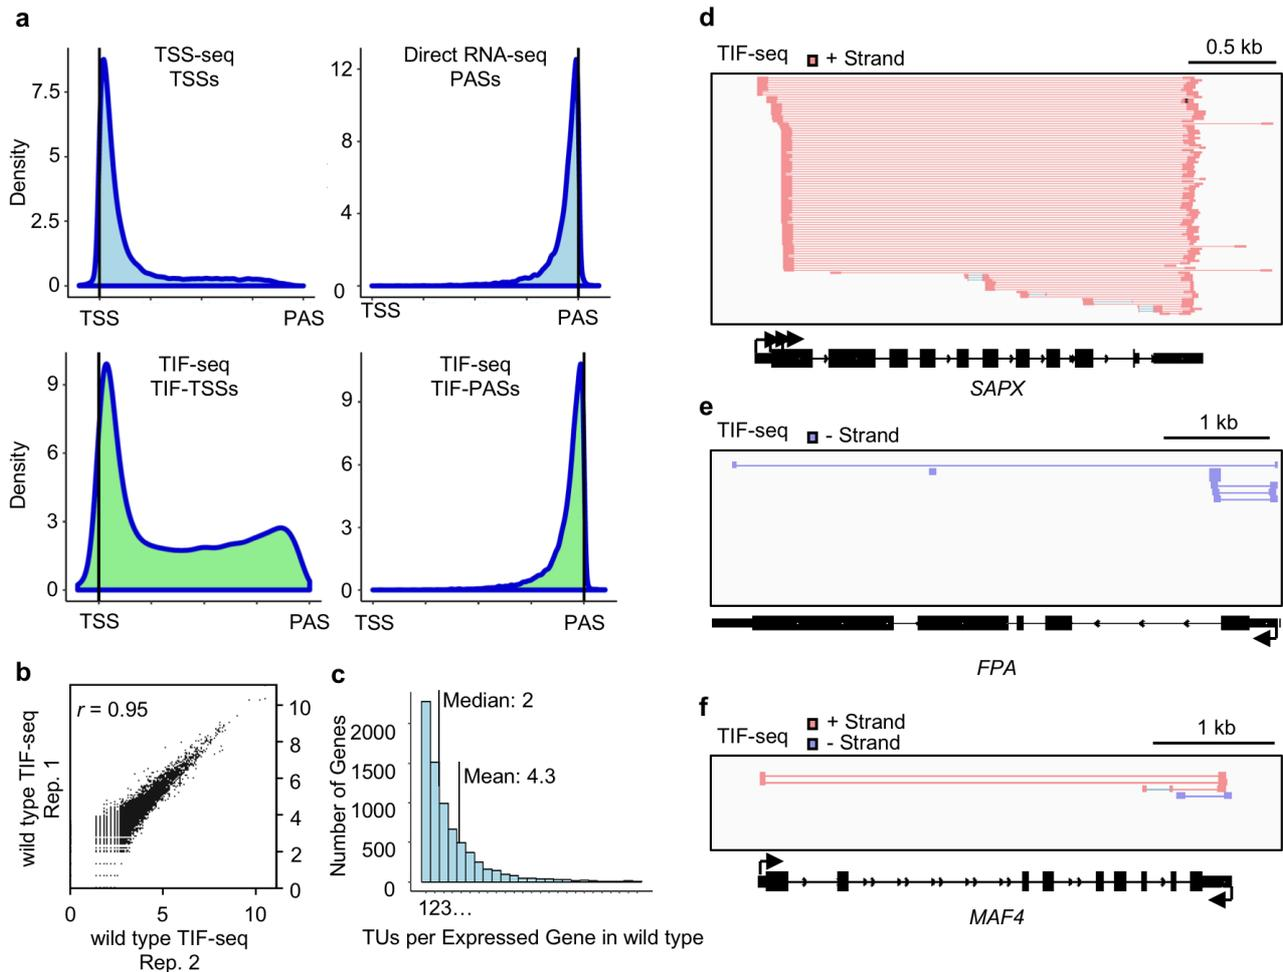 a
TSS-seq
TSSs
Density
7.5
5
2.5
0
TSS
PAS
Direct RNA-seq
PASs
12
8
4
0
TSS
PAS
TIF-seq
TIF-TSSs
Density
9
6
3
0
TSS
PAS
TIF-seq
TIF-PASs
9
6
3
0
TSS
PAS
b
r = 0.95
wild type TIF-seq
Rep. 1
10
8
6
4
2
0
0
5
10
wild type TIF-seq
Rep. 2
c
Median: 2
Mean: 4.3
Number of Genes
2000
1500
1000
500
0
123...
TUs per Expressed Gene in wild type
d
TIF-seq
+ Strand
0.5 kb
SAPX
e
TIF-seq
- Strand
1 kb
FPA
f
TIF-seq
+ Strand
- Strand
1 kb
MAF4